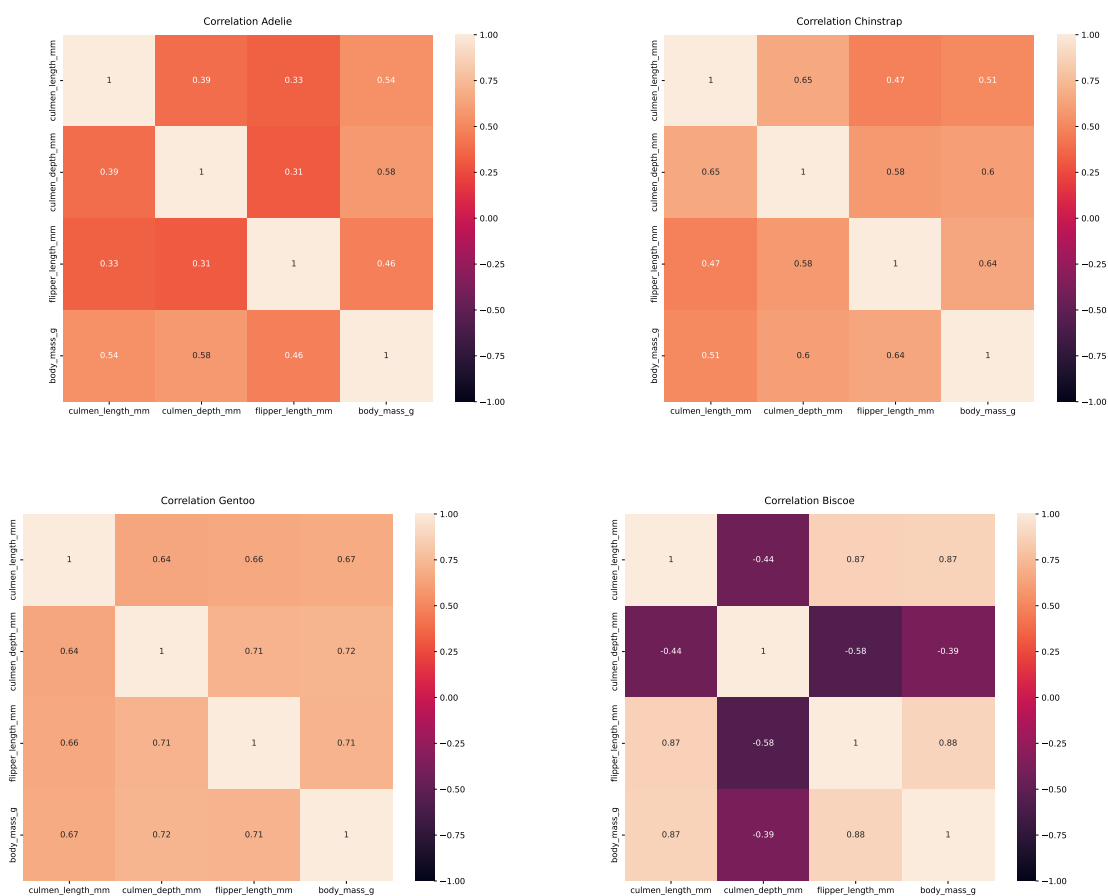 Correlation Adelie
culmen_length_mm
culmen_depth_mm
flipper_length_mm
body_mass_g
1 0.39 0.33 0.54
0.39 1 0.31 0.58
0.33 0.31 1 0.46
0.54 0.58 0.46 1
culmen_length_mm culmen_depth_mm flipper_length_mm body_mass_g
1.00
0.75
0.50
0.25
0.00
−0.25
−0.50
−0.75
−1.00
Correlation Chinstrap
culmen_length_mm
culmen_depth_mm
flipper_length_mm
body_mass_g
1 0.65 0.47 0.51
0.65 1 0.58 0.6
0.47 0.58 1 0.64
0.51 0.6 0.64 1
culmen_length_mm culmen_depth_mm flipper_length_mm body_mass_g
1.00
0.75
0.50
0.25
0.00
−0.25
−0.50
−0.75
−1.00
Correlation Gentoo
culmen_length_mm
culmen_depth_mm
flipper_length_mm
body_mass_g
1 0.64 0.66 0.67
0.64 1 0.71 0.72
0.66 0.71 1 0.71
0.67 0.72 0.71 1
culmen_length_mm culmen_depth_mm flipper_length_mm body_mass_g
1.00
0.75
0.50
0.25
0.00
−0.25
−0.50
−0.75
−1.00
Correlation Biscoe
culmen_length_mm
culmen_depth_mm
flipper_length_mm
body_mass_g
1 -0.44 0.87 0.87
-0.44 1 -0.58 -0.39
0.87 -0.58 1 0.88
0.87 -0.39 0.88 1
culmen_length_mm culmen_depth_mm flipper_length_mm body_mass_g
1.00
0.75
0.50
0.25
0.00
−0.25
−0.50
−0.75
−1.00